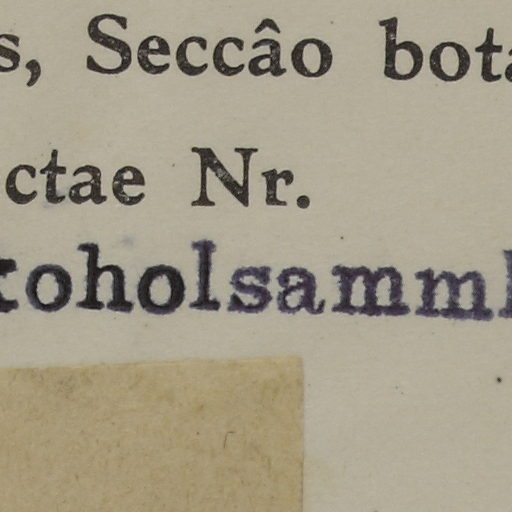 s, Seccâo bota
ctae Nr.
koholsamml